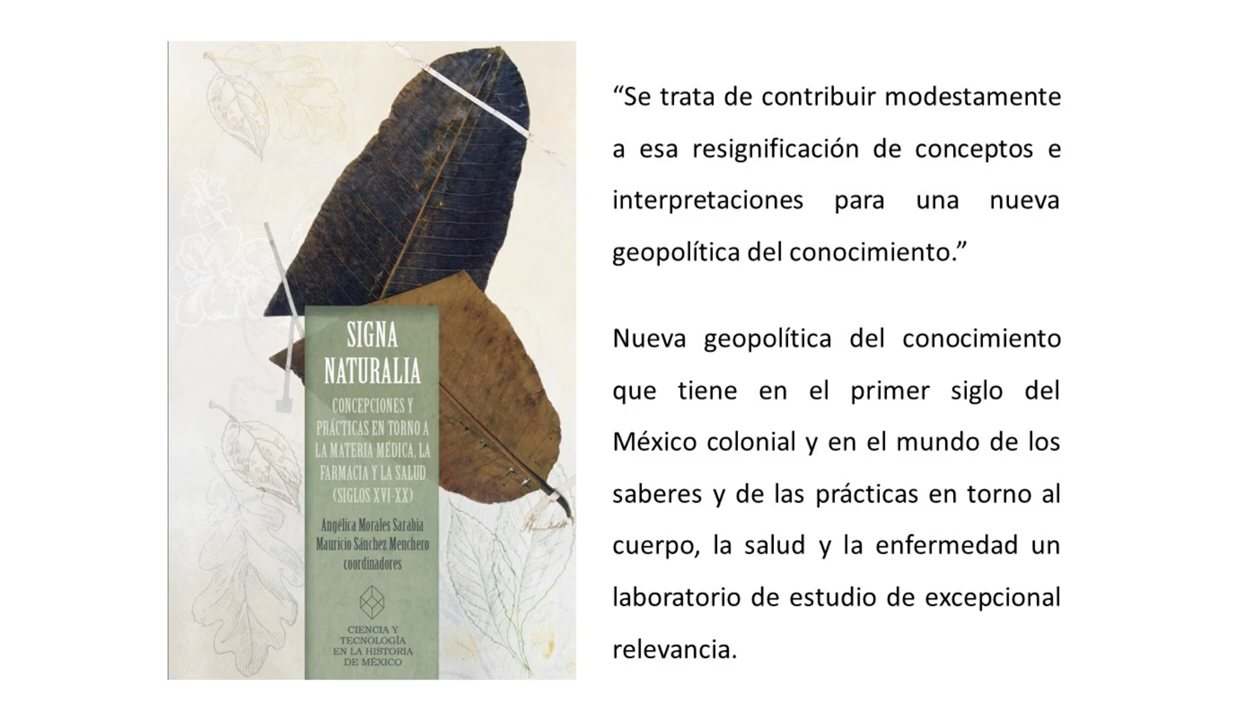 SIGNA
NATURALIA
CONCEPCIONES Y
PRÁCTICAS EN TORNO A
LA MATERIA MÉDICA, LA
FARMACIA Y LA SALUD
(SIGLOS XVI-XX)
Angélica Morales Sarabia
Mauricio Sánchez Menchero
coordinadores
CIENCIA Y
TECNOLOGÍA
EN LA HISTORIA
DE MÉXICO
“Se trata de contribuir modestamente
a esa resignificación de conceptos e
interpretaciones para una nueva
geopolítica del conocimiento.”
Nueva geopolítica del conocimiento
que tiene en el primer siglo del
México colonial y en el mundo de los
saberes y de las prácticas en torno al
cuerpo, la salud y la enfermedad un
laboratorio de estudio de excepcional
relevancia.